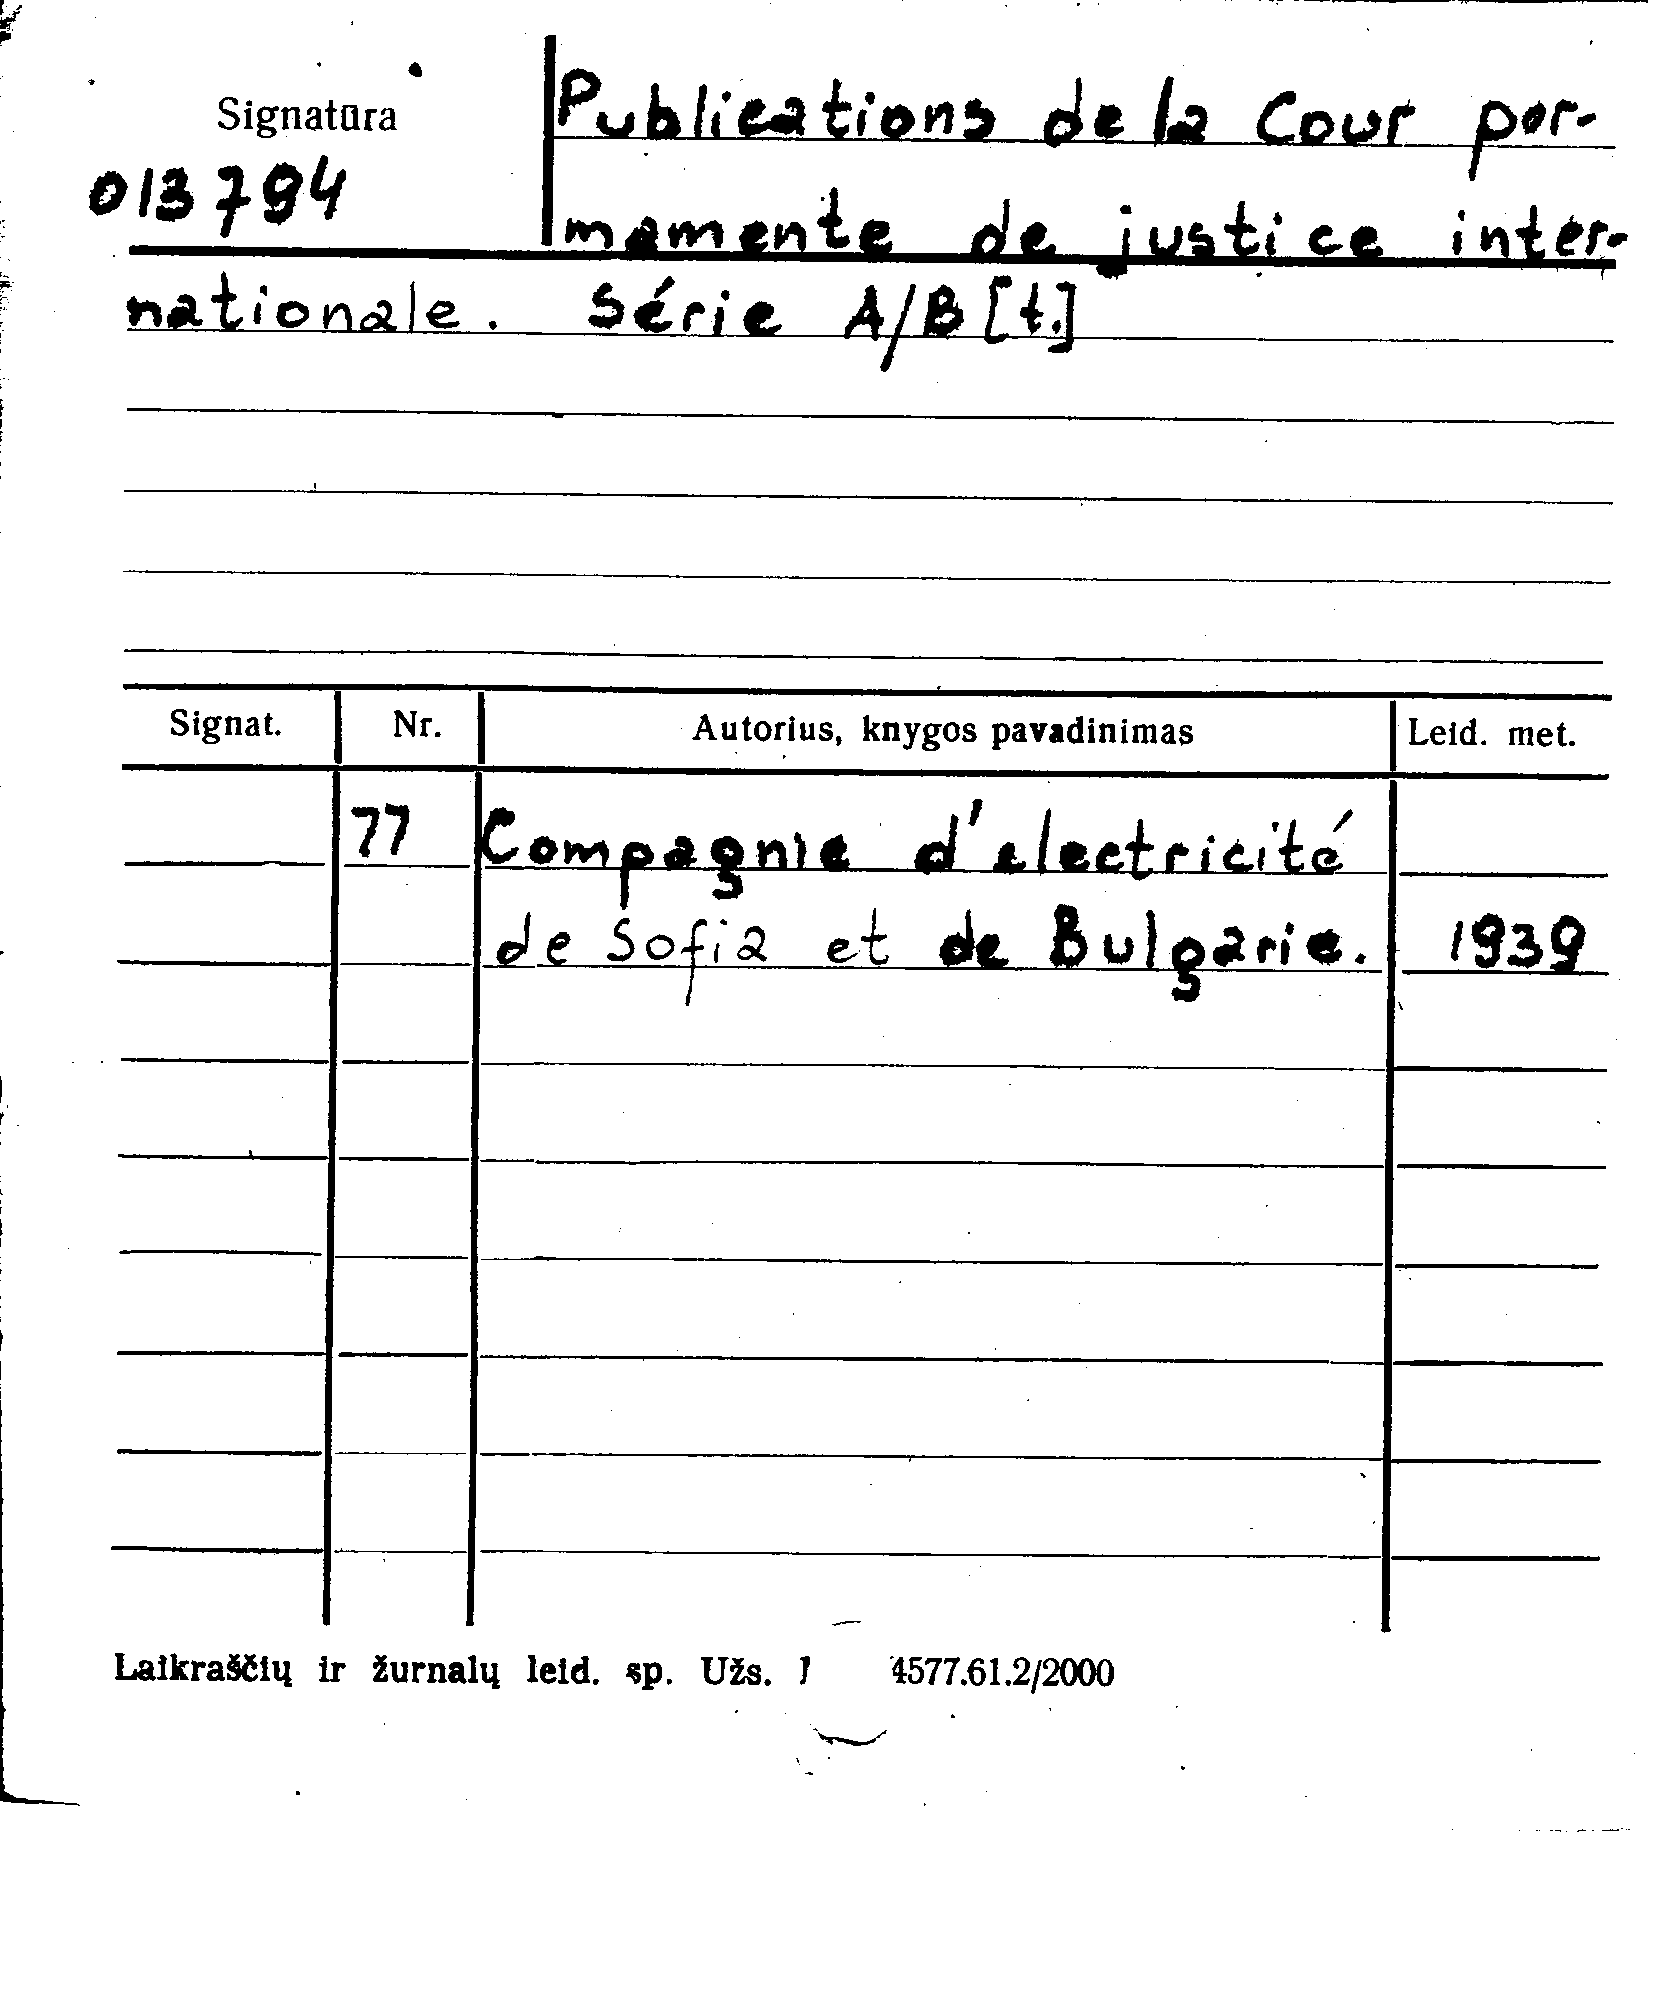 Signatūra
013794
Publications de la Cour per-
mamente de justice inter-
nationale. Série A/B [t.]
Signat. Nr. Autorius, knygos pavadinimas Leid. met.
77 Compagnie d'electricité
de Sofia et de Bulgarie. 1939
Laikraščių ir žurnalų leid. sp. Užs. 4577.61.2/2000